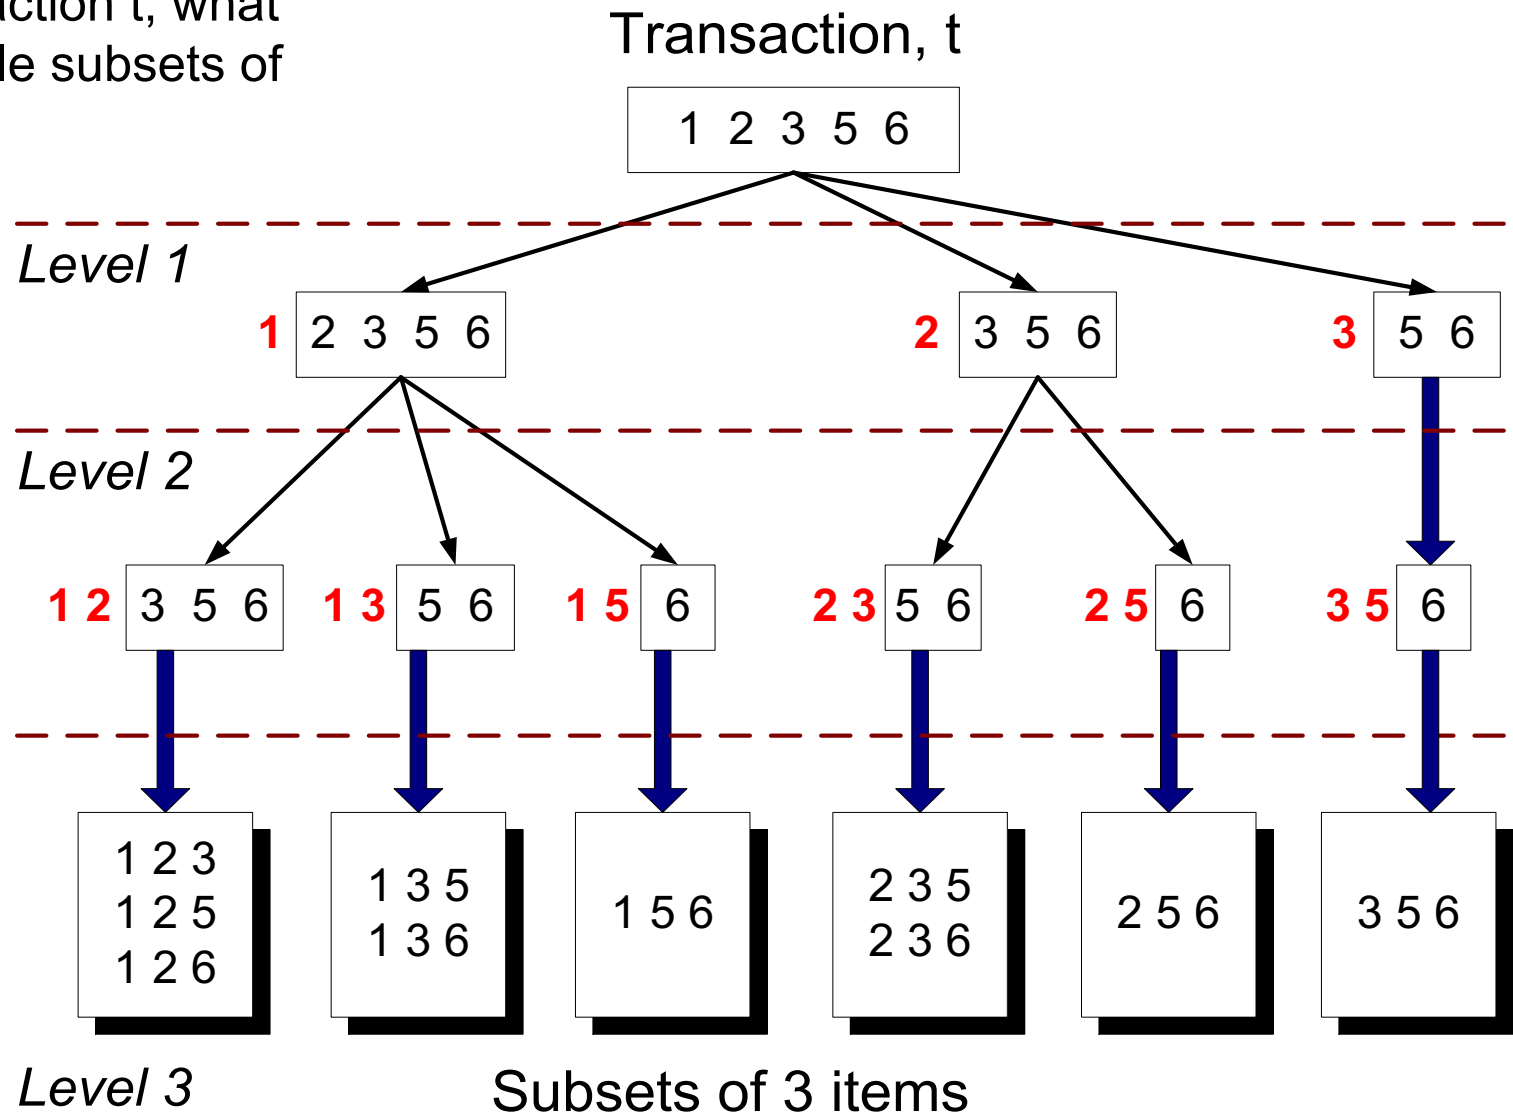 t, what
subsets of
Transaction, t
1 2 3 5 6
Level 1
1 2 3 5 6
2 3 5 6
3 5 6
Level 2
1 2 3 5 6
1 3 5 6
1 5 6
2 3 5 6
2 5 6
3 5 6
1 2 3
1 2 5
1 2 6
1 3 5
1 3 6
1 5 6
2 3 5
2 3 6
2 5 6
3 5 6
Level 3
Subsets of 3 items